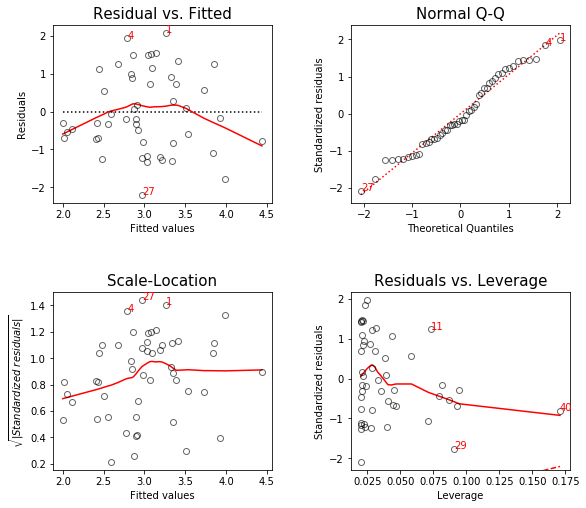 Residual vs. Fitted
Residuals
2
1
0
−1
−2
4
1
27
2.0 2.5 3.0 3.5 4.0 4.5
Fitted values
Normal Q-Q
Standardized residuals
2
1
0
−1
−2
1
4
27
−2 −1 0 1 2
Theoretical Quantiles
Scale-Location
√|Standardized residuals|
1.4
1.2
1.0
0.8
0.6
0.4
0.2
27
1
4
2.0 2.5 3.0 3.5 4.0 4.5
Fitted values
Residuals vs. Leverage
Standardized residuals
2
1
0
−1
−2
11
40
29
0.025 0.050 0.075 0.100 0.125 0.150 0.175
Leverage